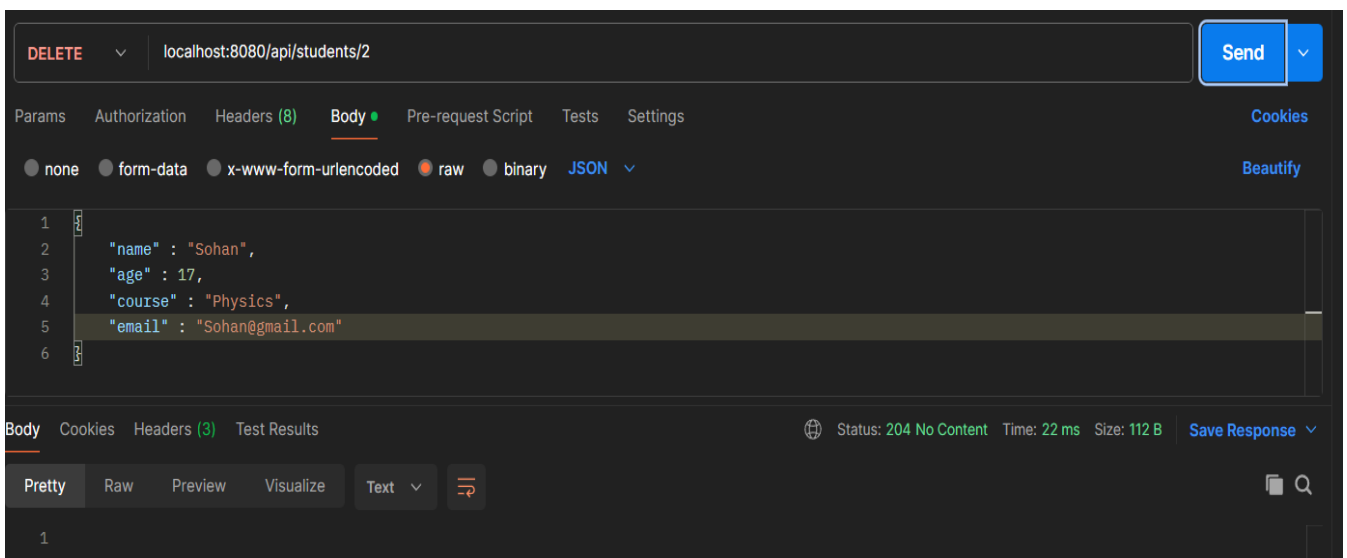 DELETE localhost:8080/api/students/2 Send
Params Authorization Headers (8) Body Pre-request Script Tests Settings Cookies
none form-data x-www-form-urlencoded raw binary JSON Beautify
1 {
2 "name" : "Sohan",
3 "age" : 17,
4 "course" : "Physics",
5 "email" : "Sohan@gmail.com"
6 }
Body Cookies Headers (3) Test Results Status: 204 No Content Time: 22 ms Size: 112 B Save Response
Pretty Raw Preview Visualize Text
1